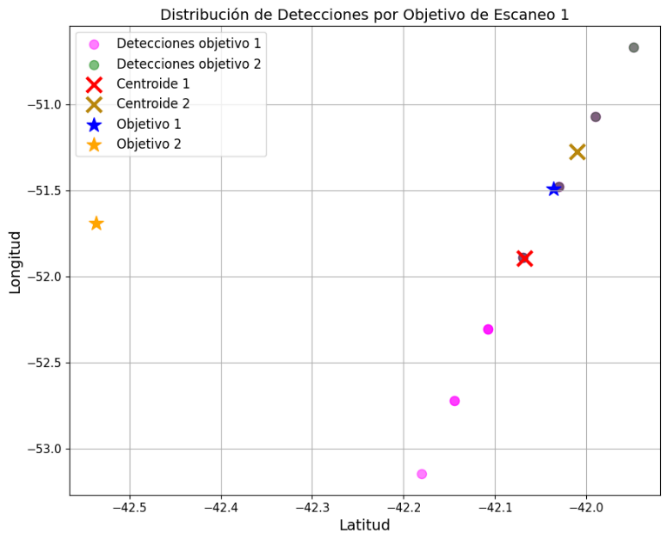 Distribución de Detecciones por Objetivo de Escaneo 1
Detecciones objetivo 1
Detecciones objetivo 2
Centroide 1
Centroide 2
Objetivo 1
Objetivo 2
−51.0
−51.5
−52.0
−52.5
−53.0
Longitud
−42.5
−42.4
−42.3
−42.2
−42.1
−42.0
Latitud